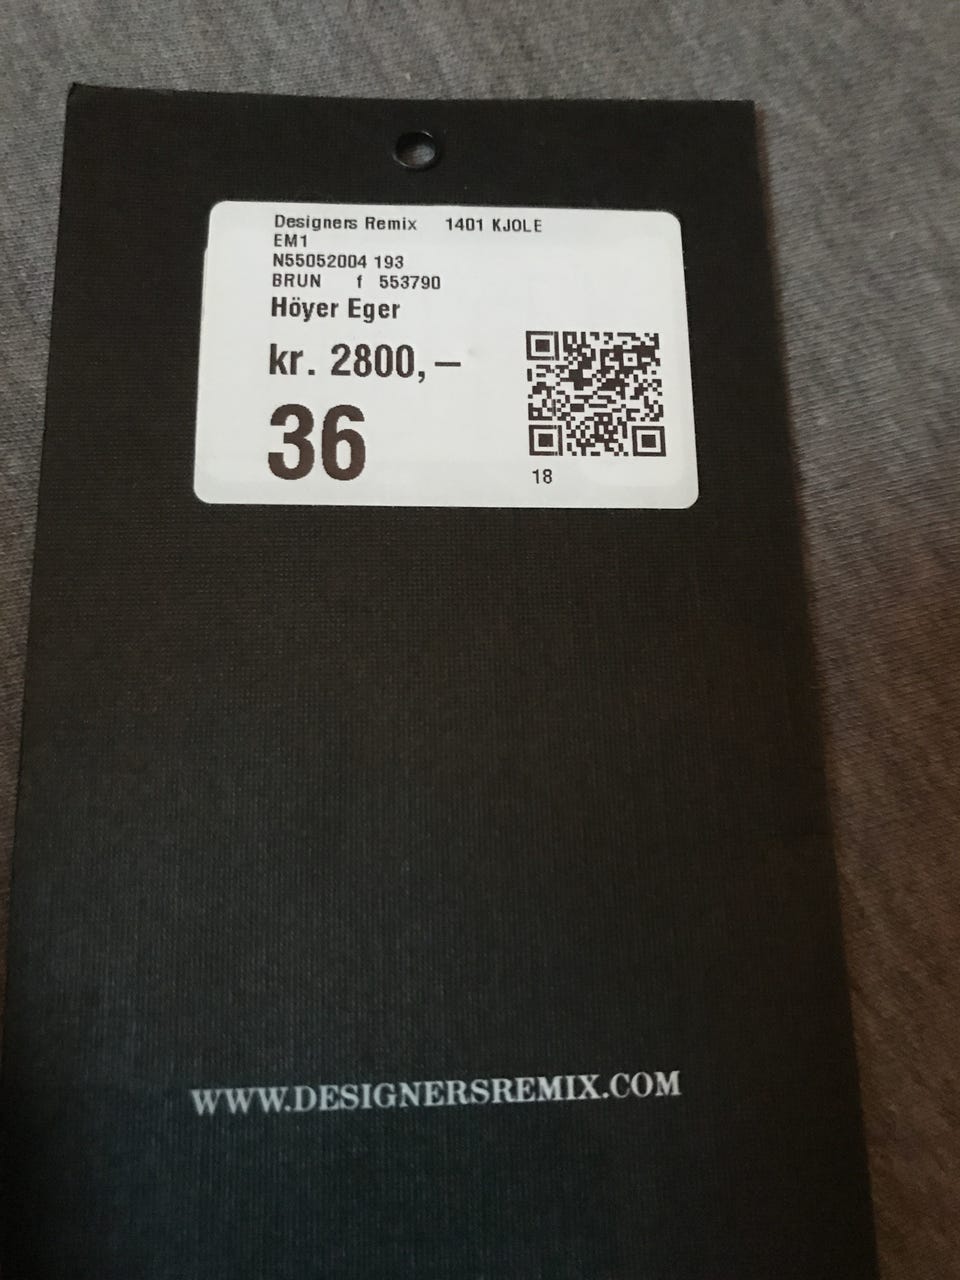 Designers Remix 1401 KJOLE
EM1
N55052004 193
BRUN f 553790
Höyer Eger
kr. 2800,—
36
18
WWW.DESIGNERSREMIX.COM